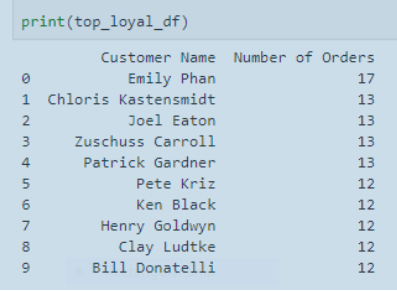 print(top_loyal_df)
Customer Name Number of Orders
0 Emily Phan 17
1 Chloris Kastensmidt 13
2 Joel Eaton 13
3 Zuschuss Carroll 13
4 Patrick Gardner 13
5 Pete Kriz 12
6 Ken Black 12
7 Henry Goldwyn 12
8 Clay Ludtke 12
9 Bill Donatelli 12